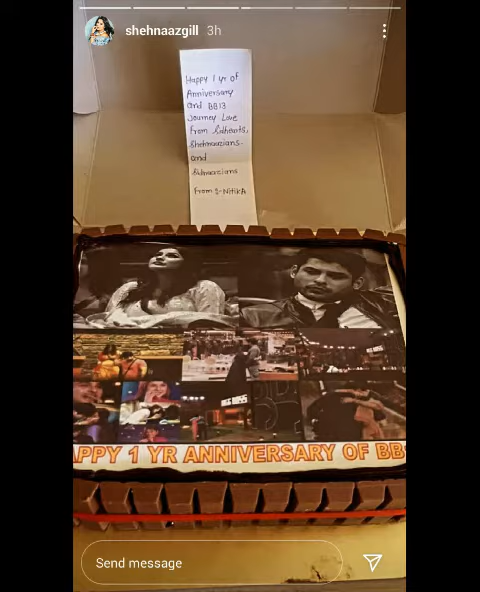 shehnaazgill 3h
Happy 1 yr of
Anniversary
and BB13
Journey Love
from Sidhearts,
Shehnaazians
and
Sidnaazians
From :- Nitika
APPY 1 YR ANNIVERSARY OF BB
Send message